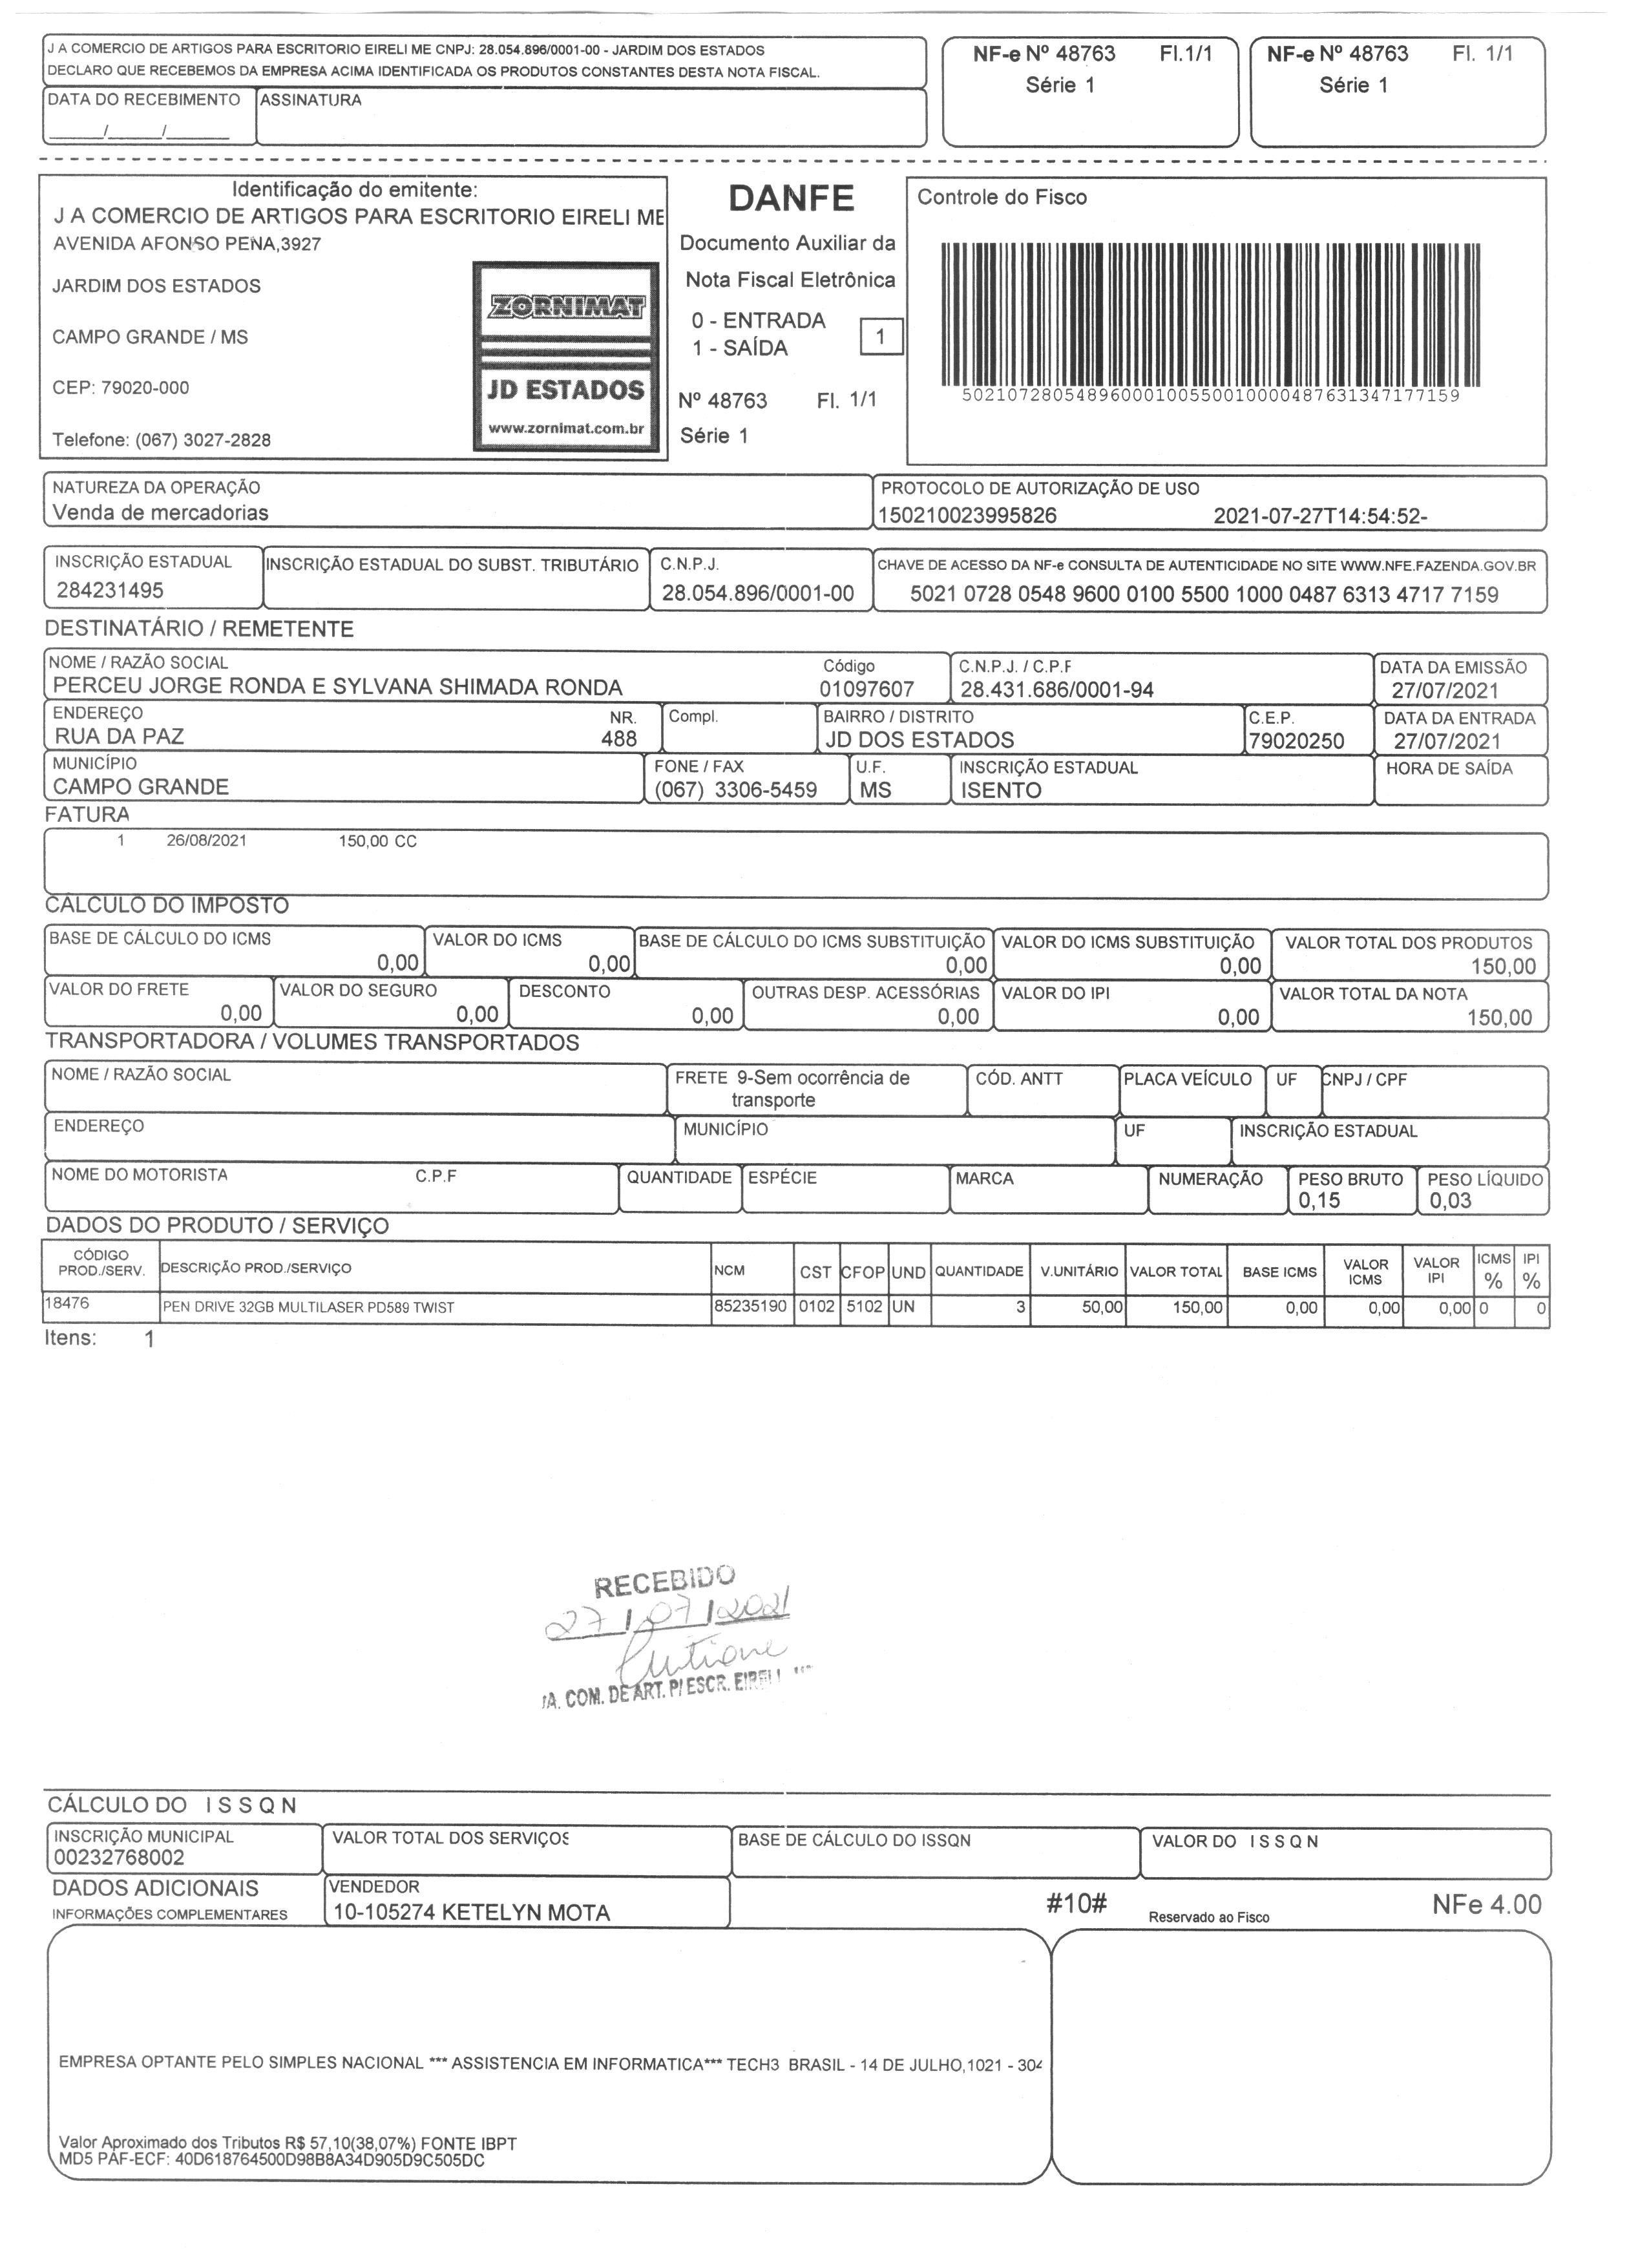 J A COMERCIO DE ARTIGOS PARA ESCRITORIO EIRELI ME CNPJ: 28.054.896/0001-00 - JARDIM DOS ESTADOS
DECLARO QUE RECEBEMOS DA EMPRESA ACIMA IDENTIFICADA OS PRODUTOS CONSTANTES DESTA NOTA FISCAL.
DATA DO RECEBIMENTO ASSINATURA
____/____/____
NF-e Nº 48763 Fl.1/1
Série 1
NF-e Nº 48763 Fl. 1/1
Série 1
Identificação do emitente:
J A COMERCIO DE ARTIGOS PARA ESCRITORIO EIRELI ME
AVENIDA AFONSO PENA,3927
JARDIM DOS ESTADOS
CAMPO GRANDE / MS
CEP: 79020-000
Telefone: (067) 3027-2828
ZORNIMAT
JD ESTADOS
www.zornimat.com.br
DANFE
Documento Auxiliar da
Nota Fiscal Eletrônica
0 - ENTRADA
1 - SAÍDA
1
Nº 48763 Fl. 1/1
Série 1
Controle do Fisco
50210728054896000100550010000487631347177159
NATUREZA DA OPERAÇÃO
Venda de mercadorias
PROTOCOLO DE AUTORIZAÇÃO DE USO
150210023995826 2021-07-27T14:54:52-
INSCRIÇÃO ESTADUAL
284231495
INSCRIÇÃO ESTADUAL DO SUBST. TRIBUTÁRIO
C.N.P.J.
28.054.896/0001-00
CHAVE DE ACESSO DA NF-e CONSULTA DE AUTENTICIDADE NO SITE WWW.NFE.FAZENDA.GOV.BR
5021 0728 0548 9600 0100 5500 1000 0487 6313 4717 7159
DESTINATÁRIO / REMETENTE
NOME / RAZÃO SOCIAL Código C.N.P.J. / C.P.F DATA DA EMISSÃO
PERCEU JORGE RONDA E SYLVANA SHIMADA RONDA 01097607 28.431.686/0001-94 27/07/2021
ENDEREÇO NR. Compl. BAIRRO / DISTRITO C.E.P. DATA DA ENTRADA
RUA DA PAZ 488 JD DOS ESTADOS 79020250 27/07/2021
MUNICÍPIO FONE / FAX U.F. INSCRIÇÃO ESTADUAL HORA DE SAÍDA
CAMPO GRANDE (067) 3306-5459 MS ISENTO
FATURA
1 26/08/2021 150,00 CC
CÁLCULO DO IMPOSTO
BASE DE CÁLCULO DO ICMS VALOR DO ICMS BASE DE CÁLCULO DO ICMS SUBSTITUIÇÃO VALOR DO ICMS SUBSTITUIÇÃO VALOR TOTAL DOS PRODUTOS
0,00 0,00 0,00 0,00 150,00
VALOR DO FRETE VALOR DO SEGURO DESCONTO OUTRAS DESP. ACESSÓRIAS VALOR DO IPI VALOR TOTAL DA NOTA
0,00 0,00 0,00 0,00 0,00 150,00
TRANSPORTADORA / VOLUMES TRANSPORTADOS
NOME / RAZÃO SOCIAL FRETE 9-Sem ocorrência de CÓD. ANTT PLACA VEÍCULO UF CNPJ / CPF
transporte
ENDEREÇO MUNICÍPIO UF INSCRIÇÃO ESTADUAL
NOME DO MOTORISTA C.P.F QUANTIDADE ESPÉCIE MARCA NUMERAÇÃO PESO BRUTO PESO LÍQUIDO
0,15 0,03
DADOS DO PRODUTO / SERVIÇO
CÓDIGO PROD./SERV. DESCRIÇÃO PROD./SERVIÇO NCM CST CFOP UND QUANTIDADE V.UNITÁRIO VALOR TOTAL BASE ICMS VALOR ICMS VALOR IPI ICMS % IPI %
18476 PEN DRIVE 32GB MULTILASER PD589 TWIST 85235190 0102 5102 UN 3 50,00 150,00 0,00 0,00 0,00 0 0
Itens: 1
RECEBIDO
27/07/2021
A. COM. DE ART. P/ ESCR. EIRELI
CÁLCULO DO I S S Q N
INSCRIÇÃO MUNICIPAL VALOR TOTAL DOS SERVIÇOS BASE DE CÁLCULO DO ISSQN VALOR DO I S S Q N
00232768002
DADOS ADICIONAIS VENDEDOR
INFORMAÇÕES COMPLEMENTARES 10-105274 KETELYN MOTA #10# Reservado ao Fisco NFe 4.00
EMPRESA OPTANTE PELO SIMPLES NACIONAL *** ASSISTENCIA EM INFORMATICA*** TECH3 BRASIL - 14 DE JULHO,1021 - 304
Valor Aproximado dos Tributos R$ 57,10(38,07%) FONTE IBPT
MD5 PAF-ECF: 40D618764500D98B8A34D905D9C505DC